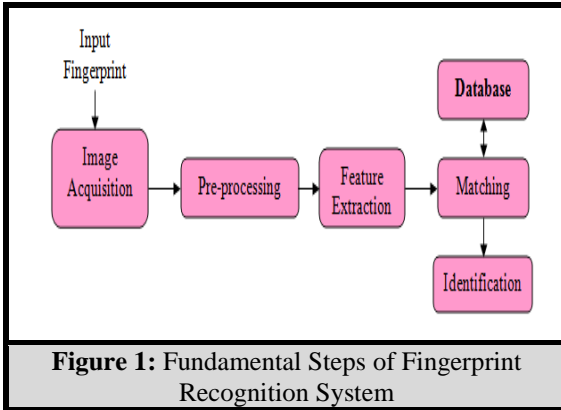 Input
Fingerprint
Image
Acquisition
Pre-processing
Feature
Extraction
Database
Matching
Identification
Figure 1: Fundamental Steps of Fingerprint
Recognition System